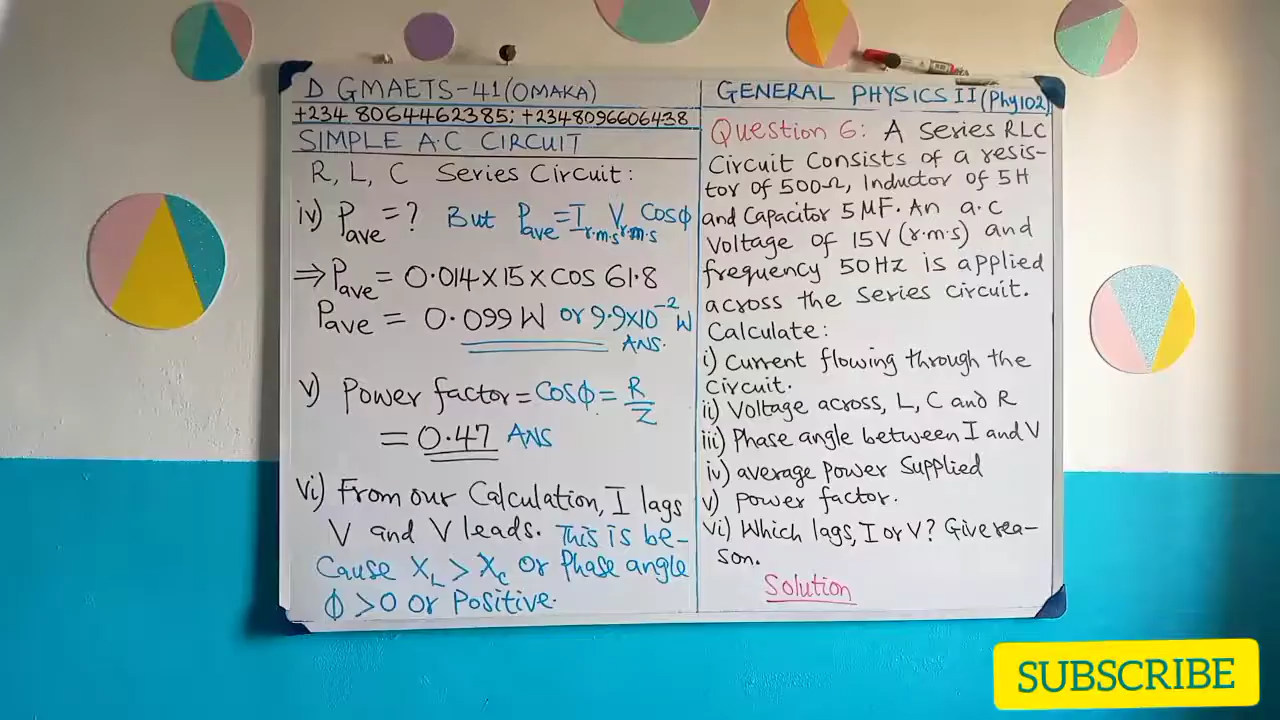 D GMAETS-41(OMAKA)
+234 8064462385; +2348096606438
SIMPLE A.C CIRCUIT
R, L, C Series Circuit:
iv) Pave = ? But Pave = Ir.m.s Vr.m.s Cosϕ
⇒ Pave = 0.014 × 15 × cos 61.8
Pave = 0.099 W or 9.9×10⁻² W
ANS.
v) Power factor = cosϕ = R/Z
= 0.47 ANS
vi) From our Calculation, I lags
V and V leads. This is be-
cause XL > Xc or Phase angle
ϕ > 0 or Positive.
GENERAL PHYSICS II (Phy102)
Question 6: A Series RLC
Circuit Consists of a resis-
tor of 500Ω, Inductor of 5H
and Capacitor 5 MF. An a.c
Voltage of 15V (r.m.s) and
frequency 50Hz is applied
across the Series circuit.
Calculate:
i) Current flowing through the
circuit.
ii) Voltage across, L, C and R
iii) Phase angle between I and V
iv) average power Supplied
v) Power factor.
vi) Which lags, I or V? Give rea-
son.
Solution
SUBSCRIBE